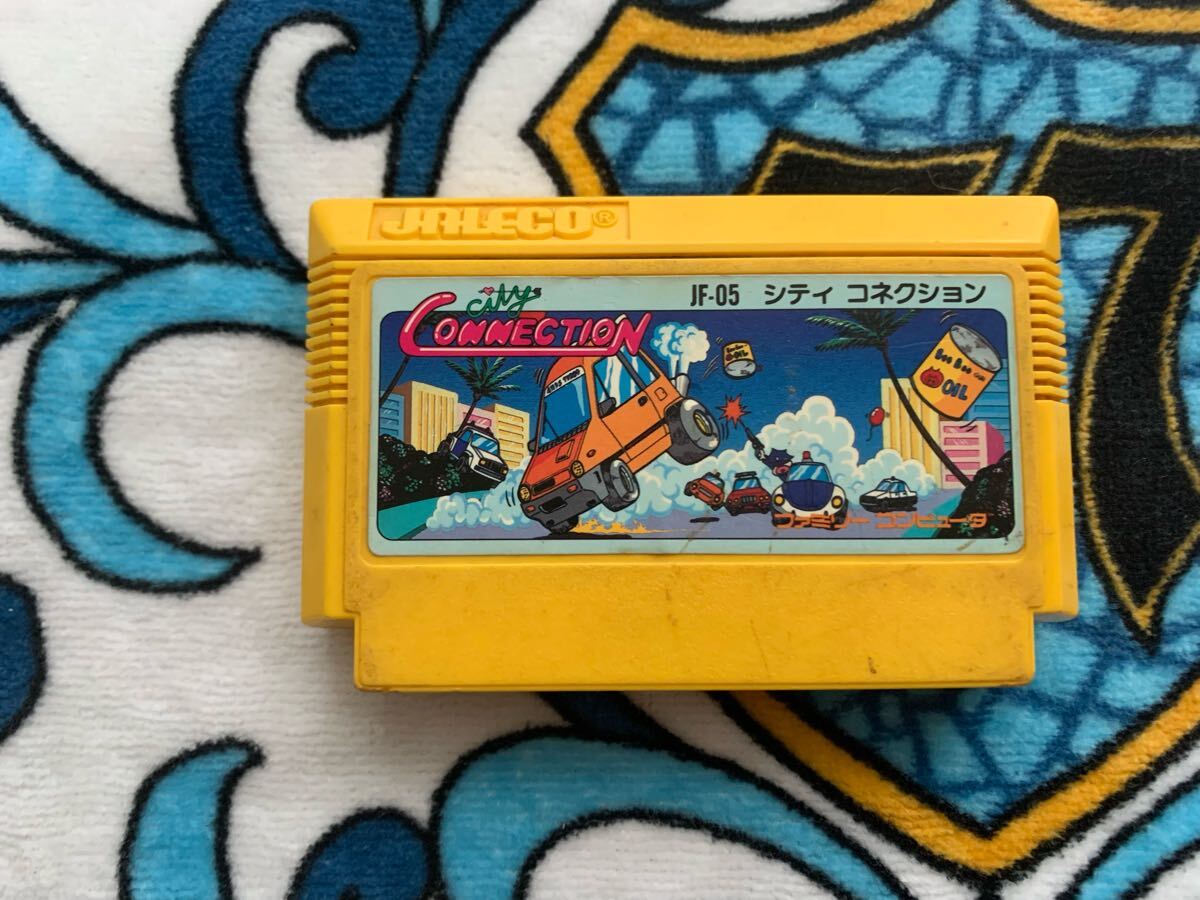 JALECO®
city
CONNECTION
JF-05 シティ コネクション
OIL
OIL
ファミリー コンピュータ